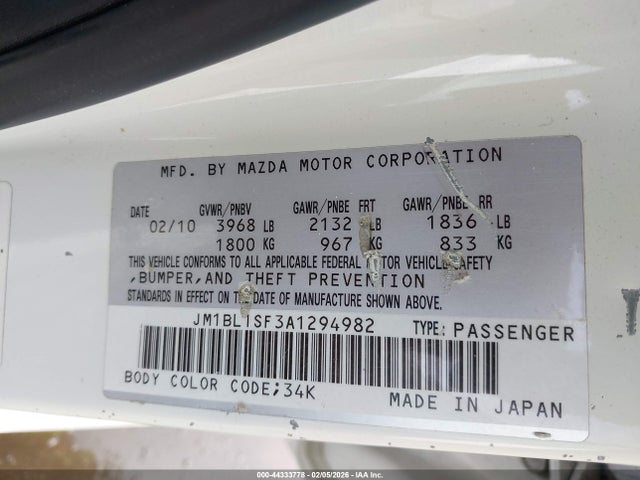 MFD. BY MAZDA MOTOR CORPORATION
DATE GVWR/PNBV GAWR/PNBE FRT GAWR/PNBE RR
02/10 3968 LB 2132 LB 1836 LB
1800 KG 967 KG 833 KG
THIS VEHICLE CONFORMS TO ALL APPLICABLE FEDERAL MOTOR VEHICLE SAFETY
,BUMPER,AND THEFT PREVENTION
STANDARDS IN EFFECT ON THE DATE OF MANUFACTURE SHOWN ABOVE.
JM1BL1SF3A1294982 TYPE: PASSENGER
BODY COLOR CODE;34K
MADE IN JAPAN
000-44333778 - 02/05/2026 - IAA Inc.